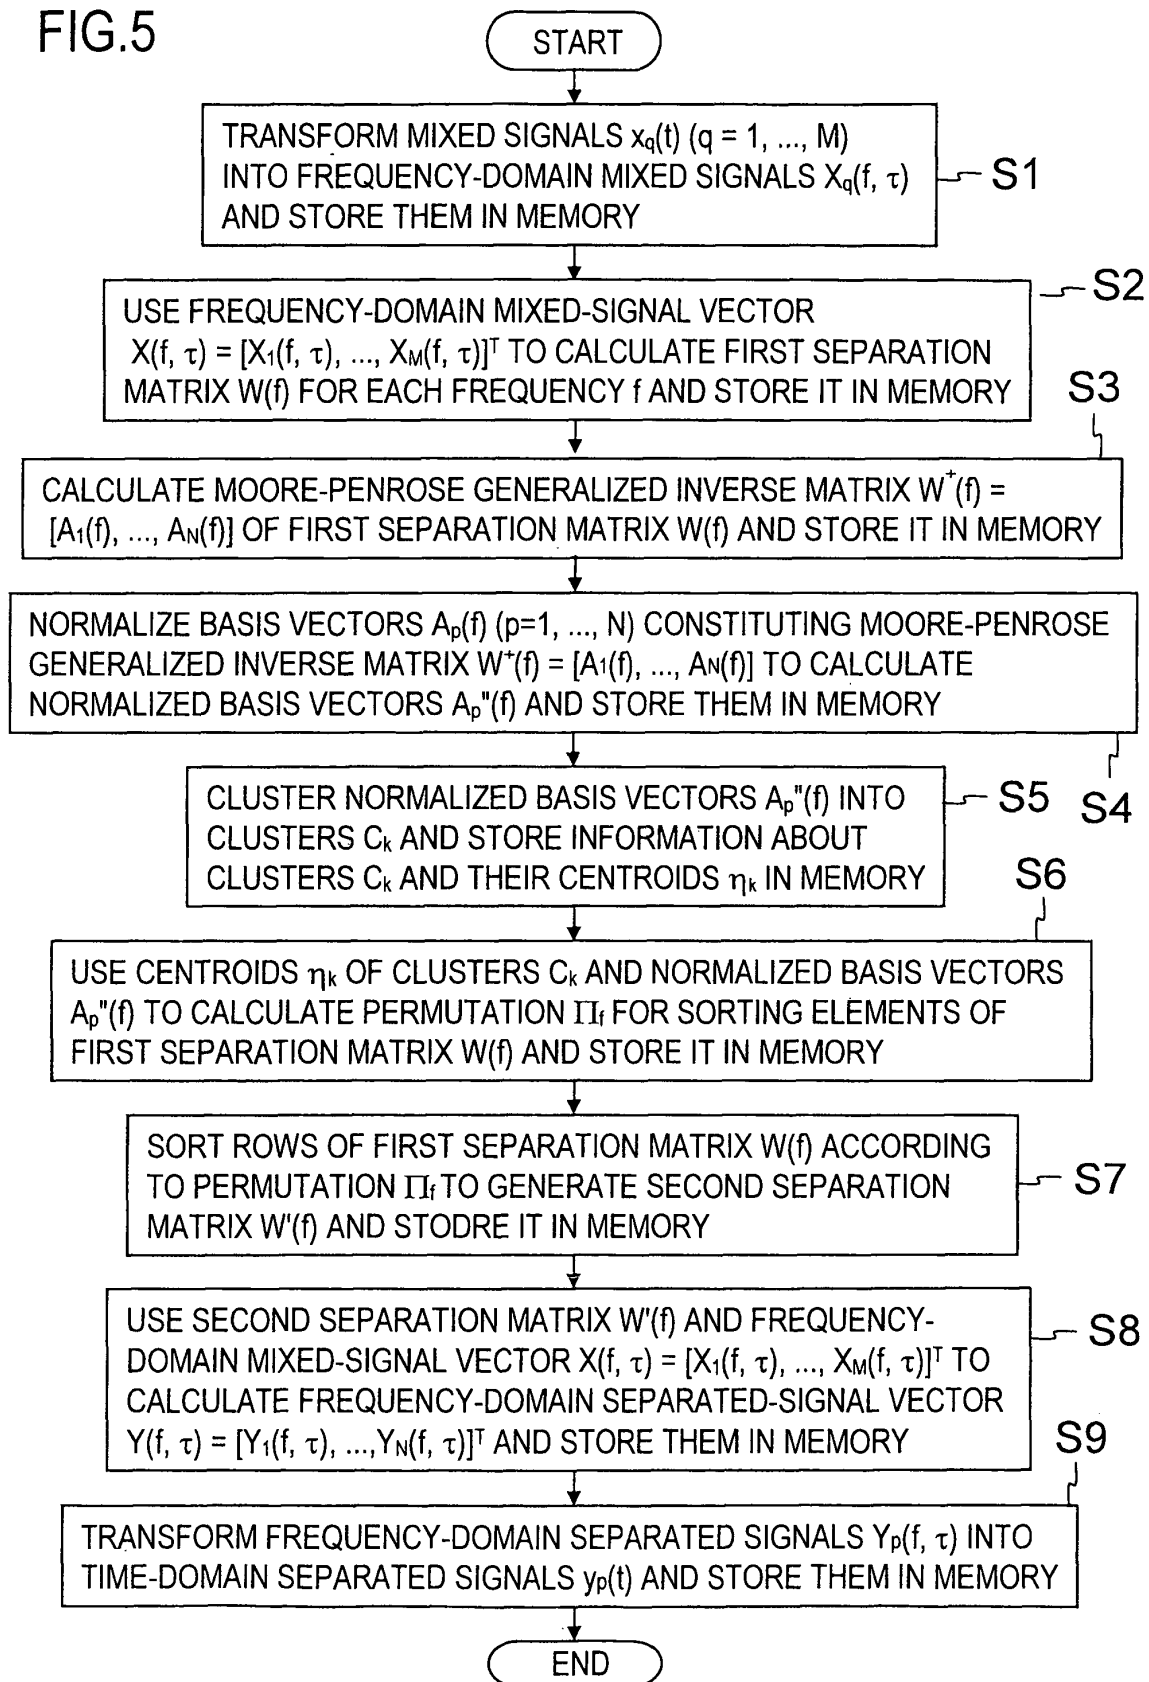 FIG.5
START
TRANSFORM MIXED SIGNALS xq(t) (q = 1, ..., M)
INTO FREQUENCY-DOMAIN MIXED SIGNALS Xq(f, τ)
AND STORE THEM IN MEMORY
S1
USE FREQUENCY-DOMAIN MIXED-SIGNAL VECTOR
X(f, τ) = [X1(f, τ), ..., XM(f, τ)]T TO CALCULATE FIRST SEPARATION
MATRIX W(f) FOR EACH FREQUENCY f AND STORE IT IN MEMORY
S2
CALCULATE MOORE-PENROSE GENERALIZED INVERSE MATRIX W+(f) =
[A1(f), ..., AN(f)] OF FIRST SEPARATION MATRIX W(f) AND STORE IT IN MEMORY
S3
NORMALIZE BASIS VECTORS Ap(f) (p=1, ..., N) CONSTITUTING MOORE-PENROSE
GENERALIZED INVERSE MATRIX W+(f) = [A1(f), ..., AN(f)] TO CALCULATE
NORMALIZED BASIS VECTORS Ap"(f) AND STORE THEM IN MEMORY
S4
CLUSTER NORMALIZED BASIS VECTORS Ap"(f) INTO
CLUSTERS Ck AND STORE INFORMATION ABOUT
CLUSTERS Ck AND THEIR CENTROIDS ηk IN MEMORY
S5
USE CENTROIDS ηk OF CLUSTERS Ck AND NORMALIZED BASIS VECTORS
Ap"(f) TO CALCULATE PERMUTATION Πf FOR SORTING ELEMENTS OF
FIRST SEPARATION MATRIX W(f) AND STORE IT IN MEMORY
S6
SORT ROWS OF FIRST SEPARATION MATRIX W(f) ACCORDING
TO PERMUTATION Πf TO GENERATE SECOND SEPARATION
MATRIX W'(f) AND STODRE IT IN MEMORY
S7
USE SECOND SEPARATION MATRIX W'(f) AND FREQUENCY-
DOMAIN MIXED-SIGNAL VECTOR X(f, τ) = [X1(f, τ), ..., XM(f, τ)]T TO
CALCULATE FREQUENCY-DOMAIN SEPARATED-SIGNAL VECTOR
Y(f, τ) = [Y1(f, τ), ...,YN(f, τ)]T AND STORE THEM IN MEMORY
S8
TRANSFORM FREQUENCY-DOMAIN SEPARATED SIGNALS Yp(f, τ) INTO
TIME-DOMAIN SEPARATED SIGNALS yp(t) AND STORE THEM IN MEMORY
S9
END